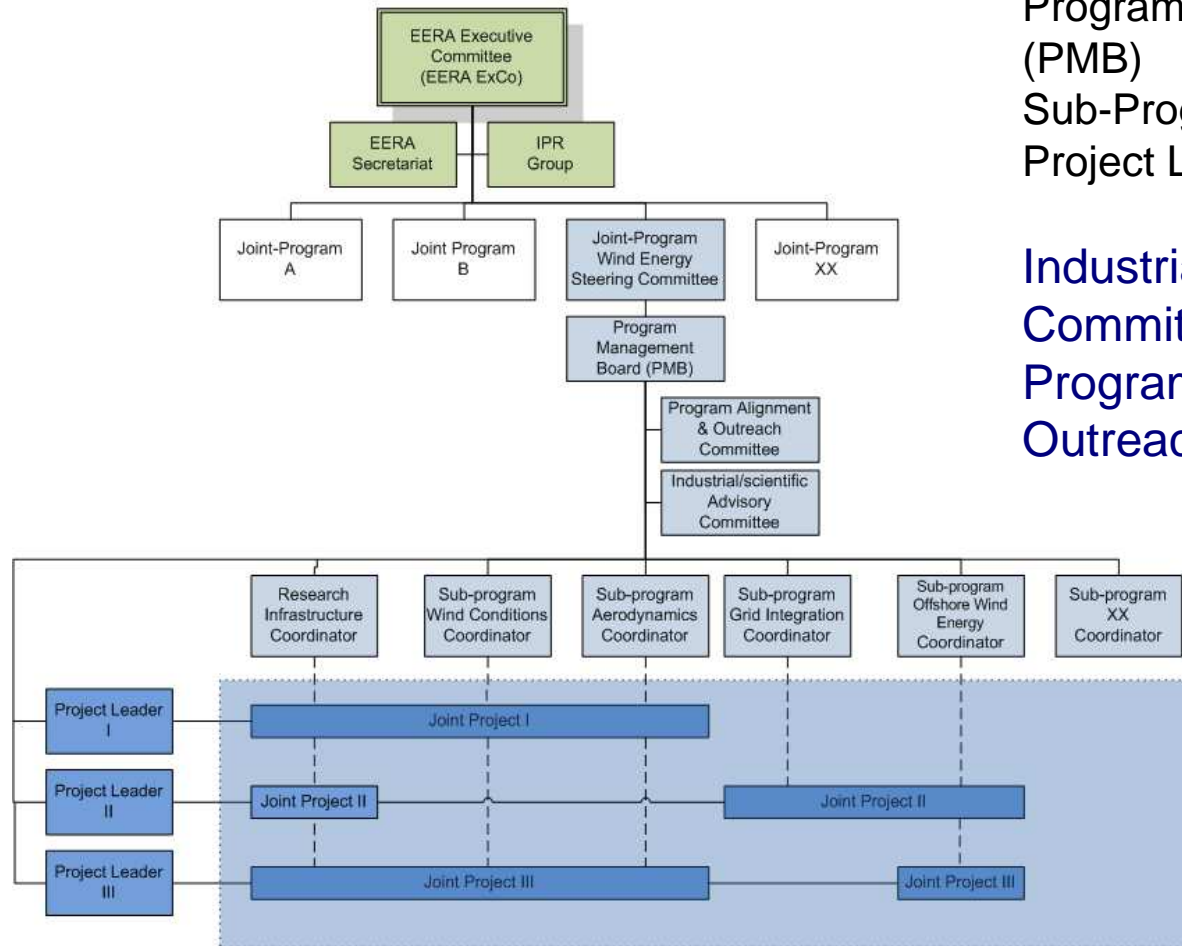 EERA Executive
Committee
(EERA ExCo)
EERA
Secretariat
IPR
Group
Joint-Program
A
Joint Program
B
Joint-Program
Wind Energy
Steering Committee
Joint-Program
XX
Program
Management
Board (PMB)
Program Alignment
& Outreach
Committee
Industrial/scientific
Advisory
Committee
Research
Infrastructure
Coordinator
Sub-program
Wind Conditions
Coordinator
Sub-program
Aerodynamics
Coordinator
Sub-program
Grid Integration
Coordinator
Sub-program
Offshore Wind
Energy
Coordinator
Sub-program
XX
Coordinator
Project Leader
I
Joint Project I
Project Leader
II
Joint Project II
Joint Project II
Project Leader
III
Joint Project III
Joint Project III
Program
(PMB)
Sub-Prog
Project L
Industria
Commit
Program
Outreac